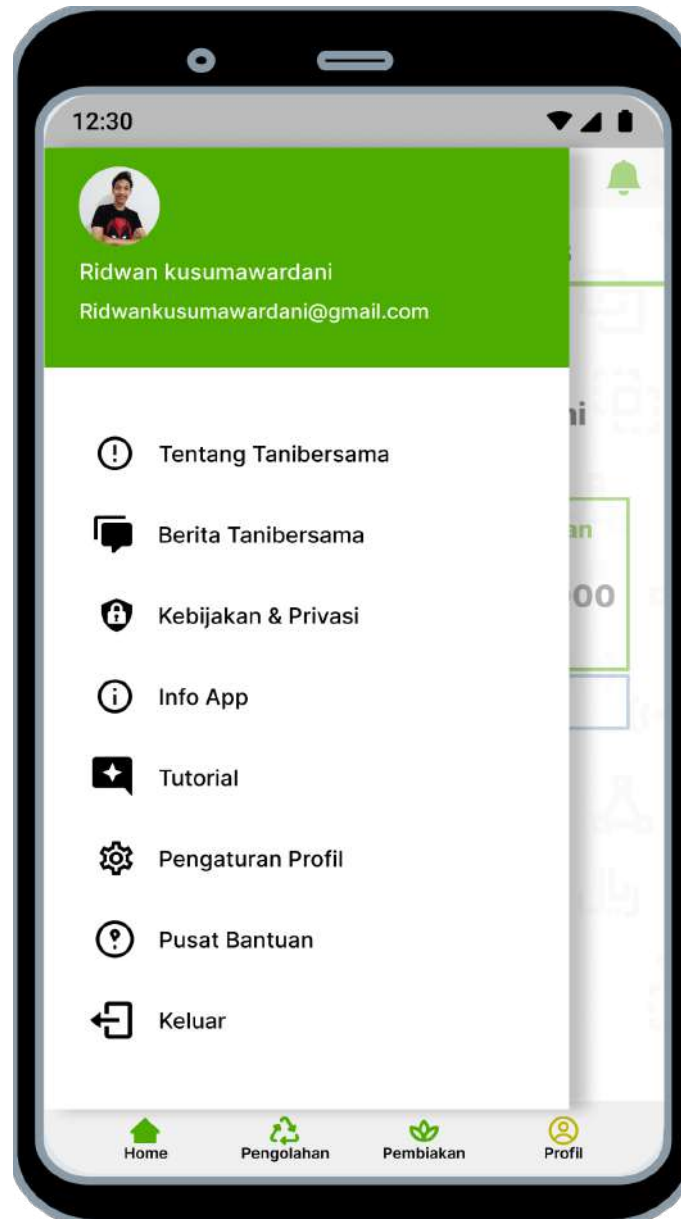 12:30
Ridwan kusumawardani
Ridwankusumawardani@gmail.com
Tentang Tanibersama
Berita Tanibersama
Kebijakan & Privasi
Info App
Tutorial
Pengaturan Profil
Pusat Bantuan
Keluar
Home Pengolahan Pembiakan Profil